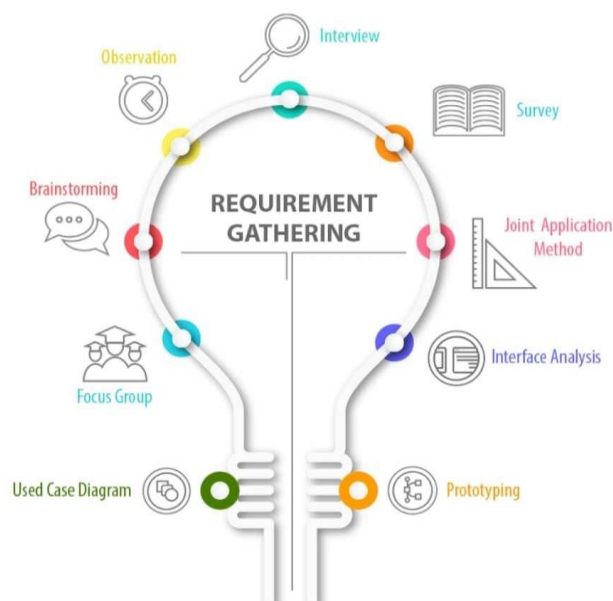 Interview
Observation
Survey
Brainstorming
REQUIREMENT
GATHERING
Joint Application
Method
Interface Analysis
Focus Group
Used Case Diagram
Prototyping